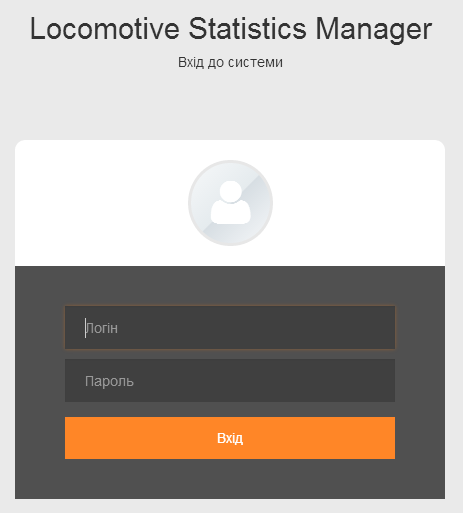 Locomotive Statistics Manager
Вхід до системи
Логін
Пароль
Вхід